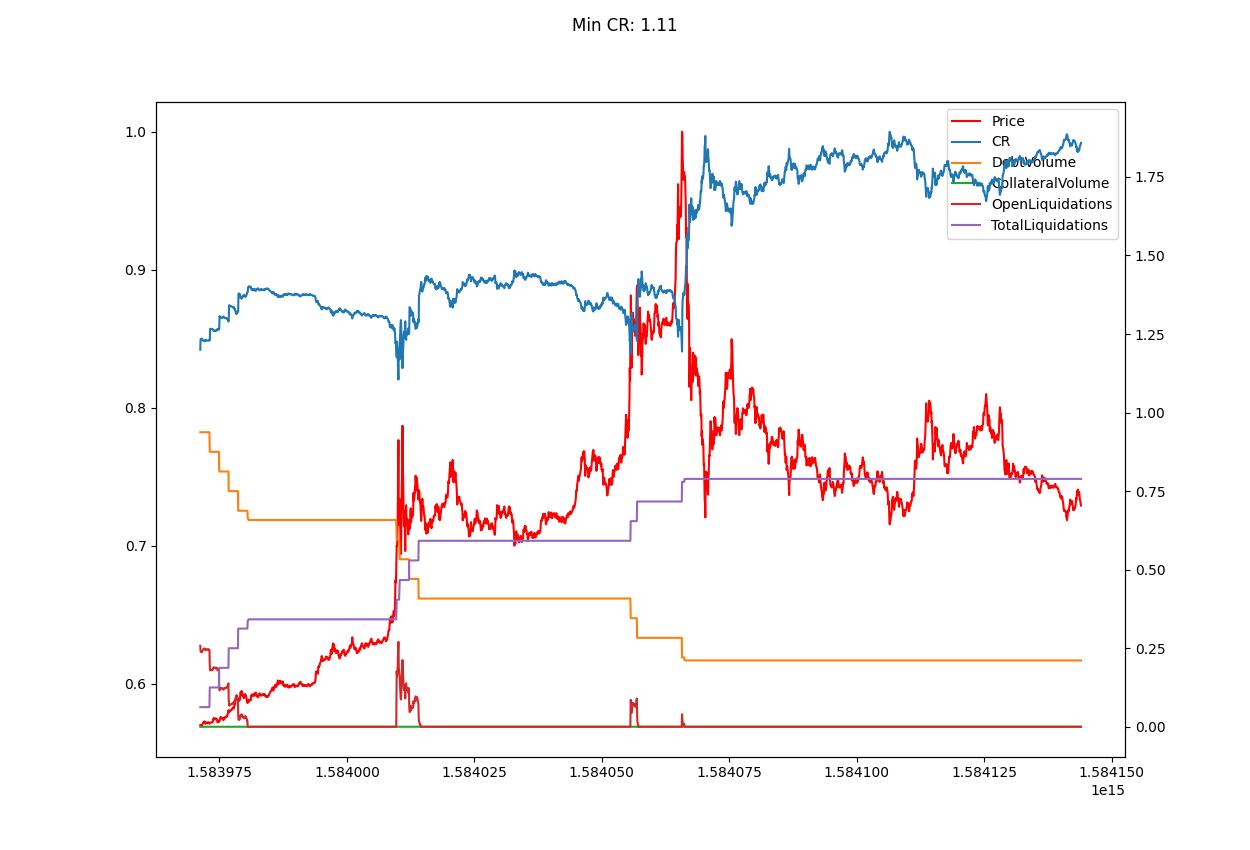 Min CR: 1.11
1.0
0.9
0.8
0.7
0.6
Price
CR
DebtVolume
CollateralVolume
OpenLiquidations
TotalLiquidations
1.75
1.50
1.25
1.00
0.75
0.50
0.25
0.00
1.583975 1.584000 1.584025 1.584050 1.584075 1.584100 1.584125 1.584150
1e15